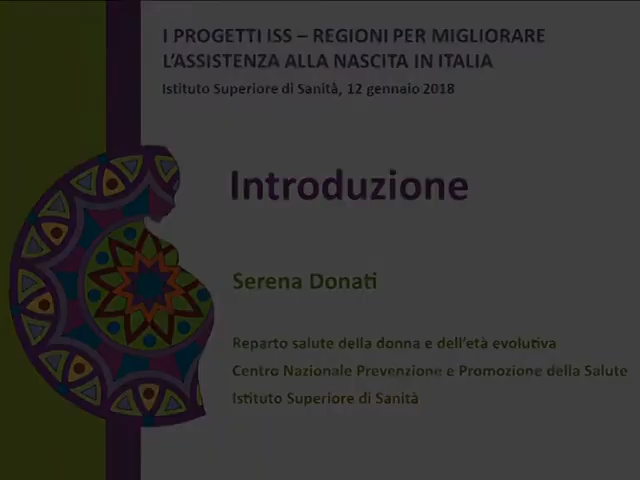 I PROGETTI ISS – REGIONI PER MIGLIORARE
L'ASSISTENZA ALLA NASCITA IN ITALIA
Istituto Superiore di Sanità, 12 gennaio 2018
Introduzione
Serena Donati
Reparto salute della donna e dell'età evolutiva
Centro Nazionale Prevenzione e Promozione della Salute
Istituto Superiore di Sanità